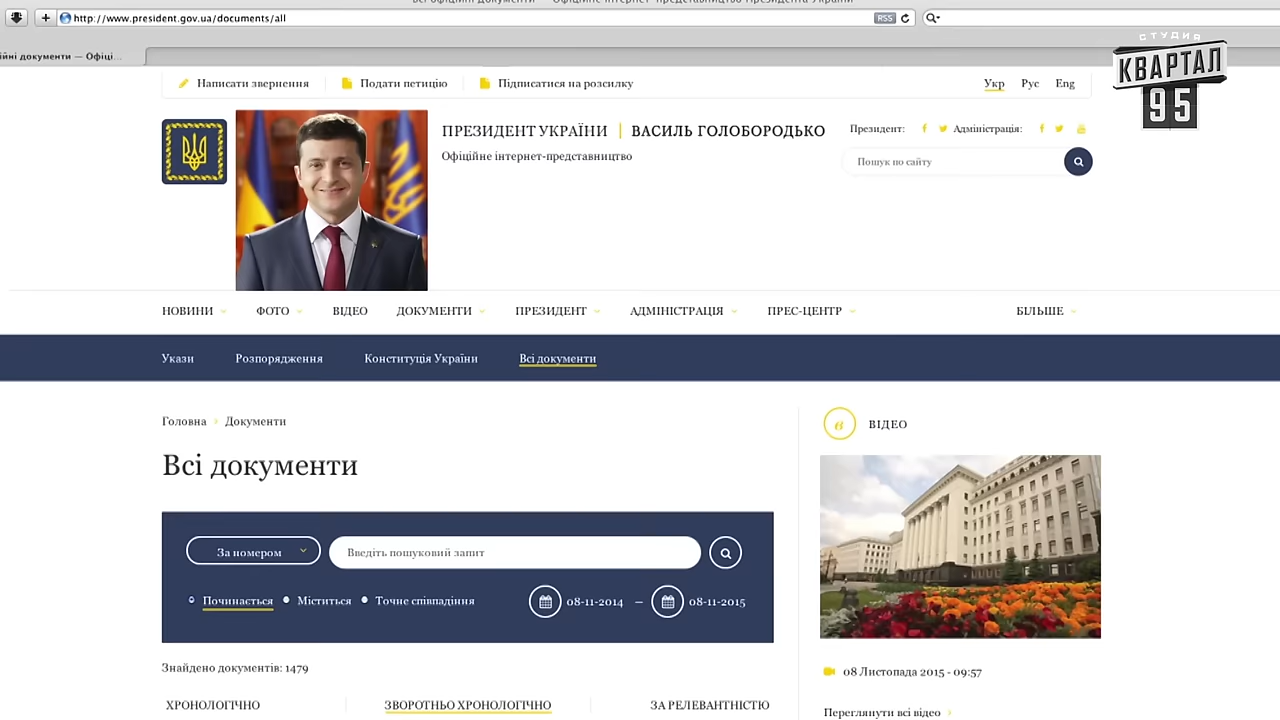 http://www.president.gov.ua/documents/all
RSS
йні документи — Офіці...
СТУДИЯ
КВАРТАЛ
95
Написати звернення
Подати петицію
Підписатися на розсилку
Укр Рус Eng
ПРЕЗИДЕНТ УКРАЇНИ | ВАСИЛЬ ГОЛОБОРОДЬКО
Офіційне інтернет-представництво
Президент:
Адміністрація:
Пошук по сайту
НОВИНИ ФОТО ВІДЕО ДОКУМЕНТИ ПРЕЗИДЕНТ АДМІНІСТРАЦІЯ ПРЕС-ЦЕНТР БІЛЬШЕ
Укази Розпорядження Конституція України Всі документи
Головна › Документи
Всі документи
За номером
Введіть пошуковий запит
Починається Міститься Точне співпадіння
08-11-2014 – 08-11-2015
Знайдено документів: 1479
ХРОНОЛОГІЧНО ЗВОРОТНЬО ХРОНОЛОГІЧНО ЗА РЕЛЕВАНТНІСТЮ
в ВІДЕО
08 Листопада 2015 - 09:57
Переглянути всі відео ›